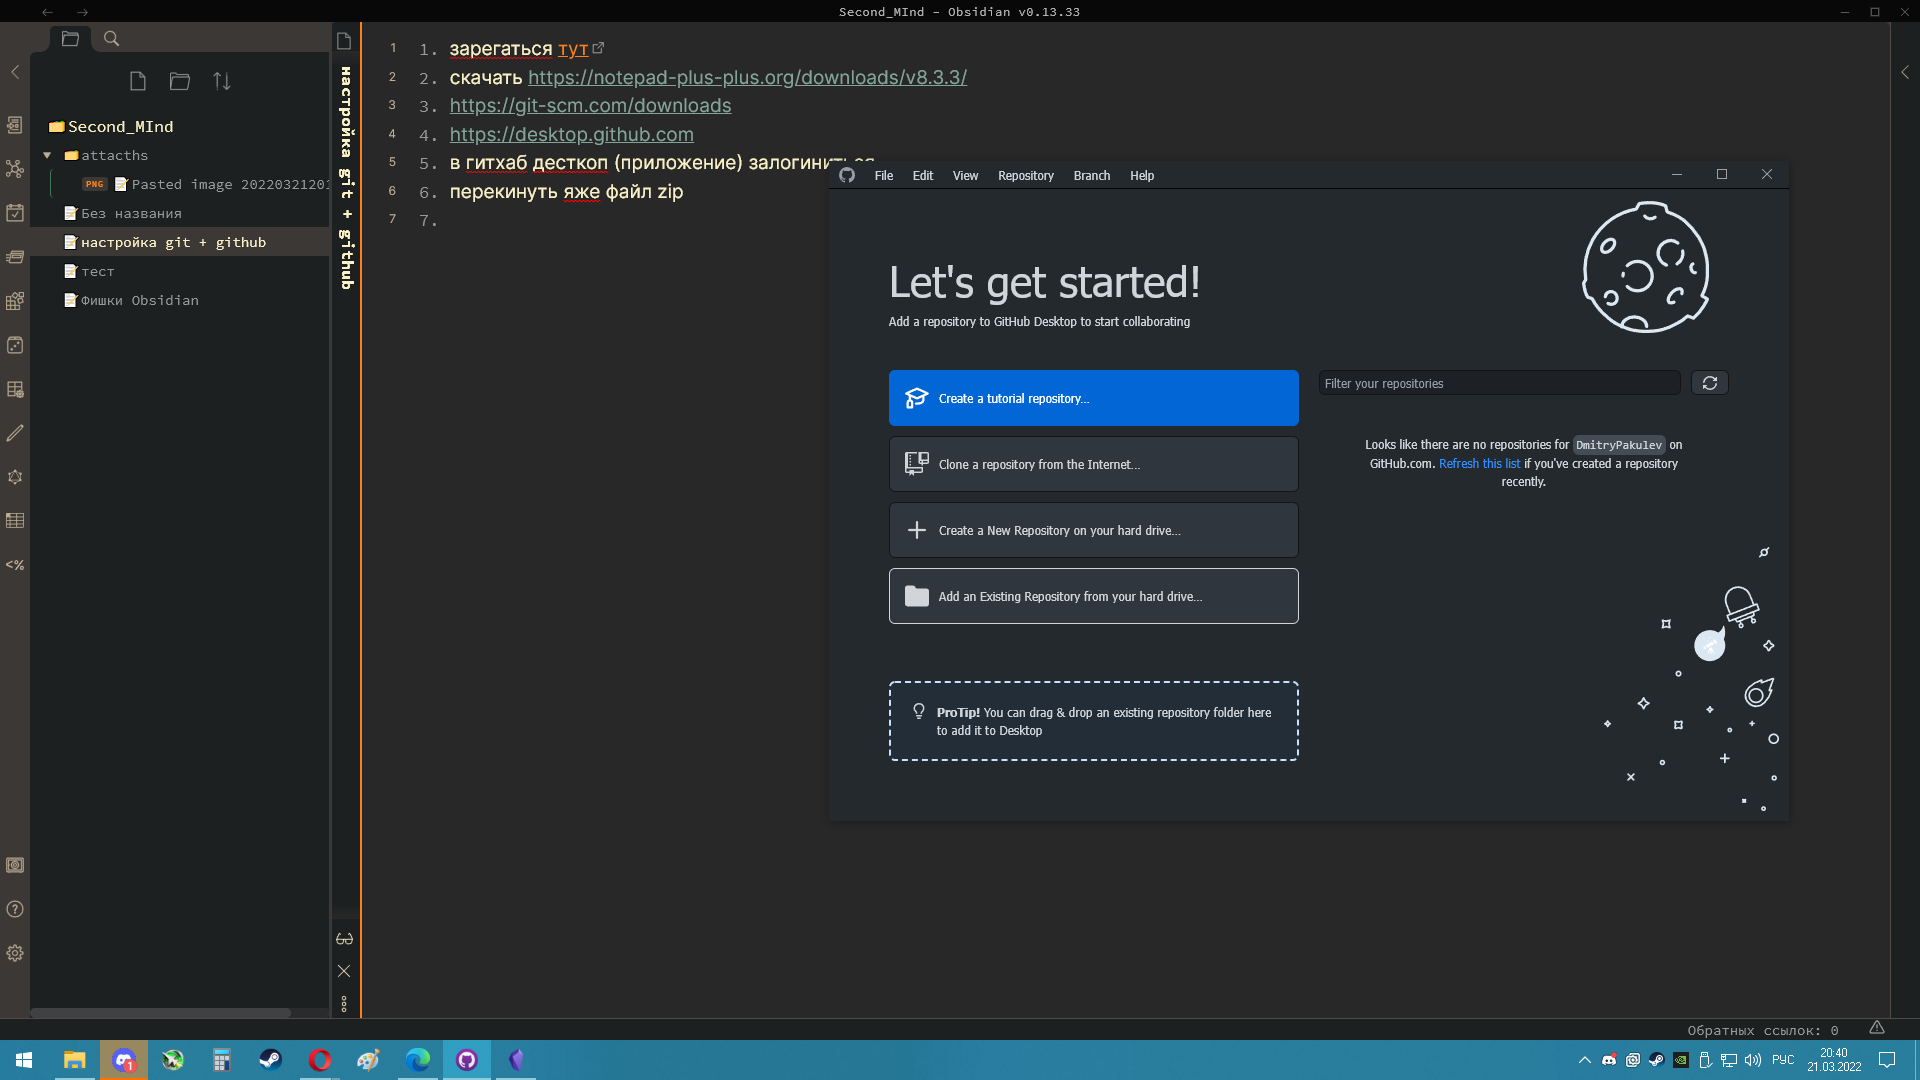 Second_MInd - Obsidian v0.13.33
Second_MInd
attacths
PNG Pasted image 20220321201
Без названия
настройка git + github
тест
Фишки Obsidian
<%
настройка git + github
1 1. зарегаться тут
2 2. скачать https://notepad-plus-plus.org/downloads/v8.3.3/
3 3. https://git-scm.com/downloads
4 4. https://desktop.github.com
5 5. в гитхаб десткоп (приложение) залогиниться
6 6. перекинуть яже файл zip
7 7.
File Edit View Repository Branch Help
Let's get started!
Add a repository to GitHub Desktop to start collaborating
Create a tutorial repository...
Clone a repository from the Internet...
Create a New Repository on your hard drive...
Add an Existing Repository from your hard drive...
ProTip! You can drag & drop an existing repository folder here
to add it to Desktop
Filter your repositories
Looks like there are no repositories for DmitryPakulev on
GitHub.com. Refresh this list if you've created a repository
recently.
Обратных ссылок: 0
1
РУС
20:40
21.03.2022